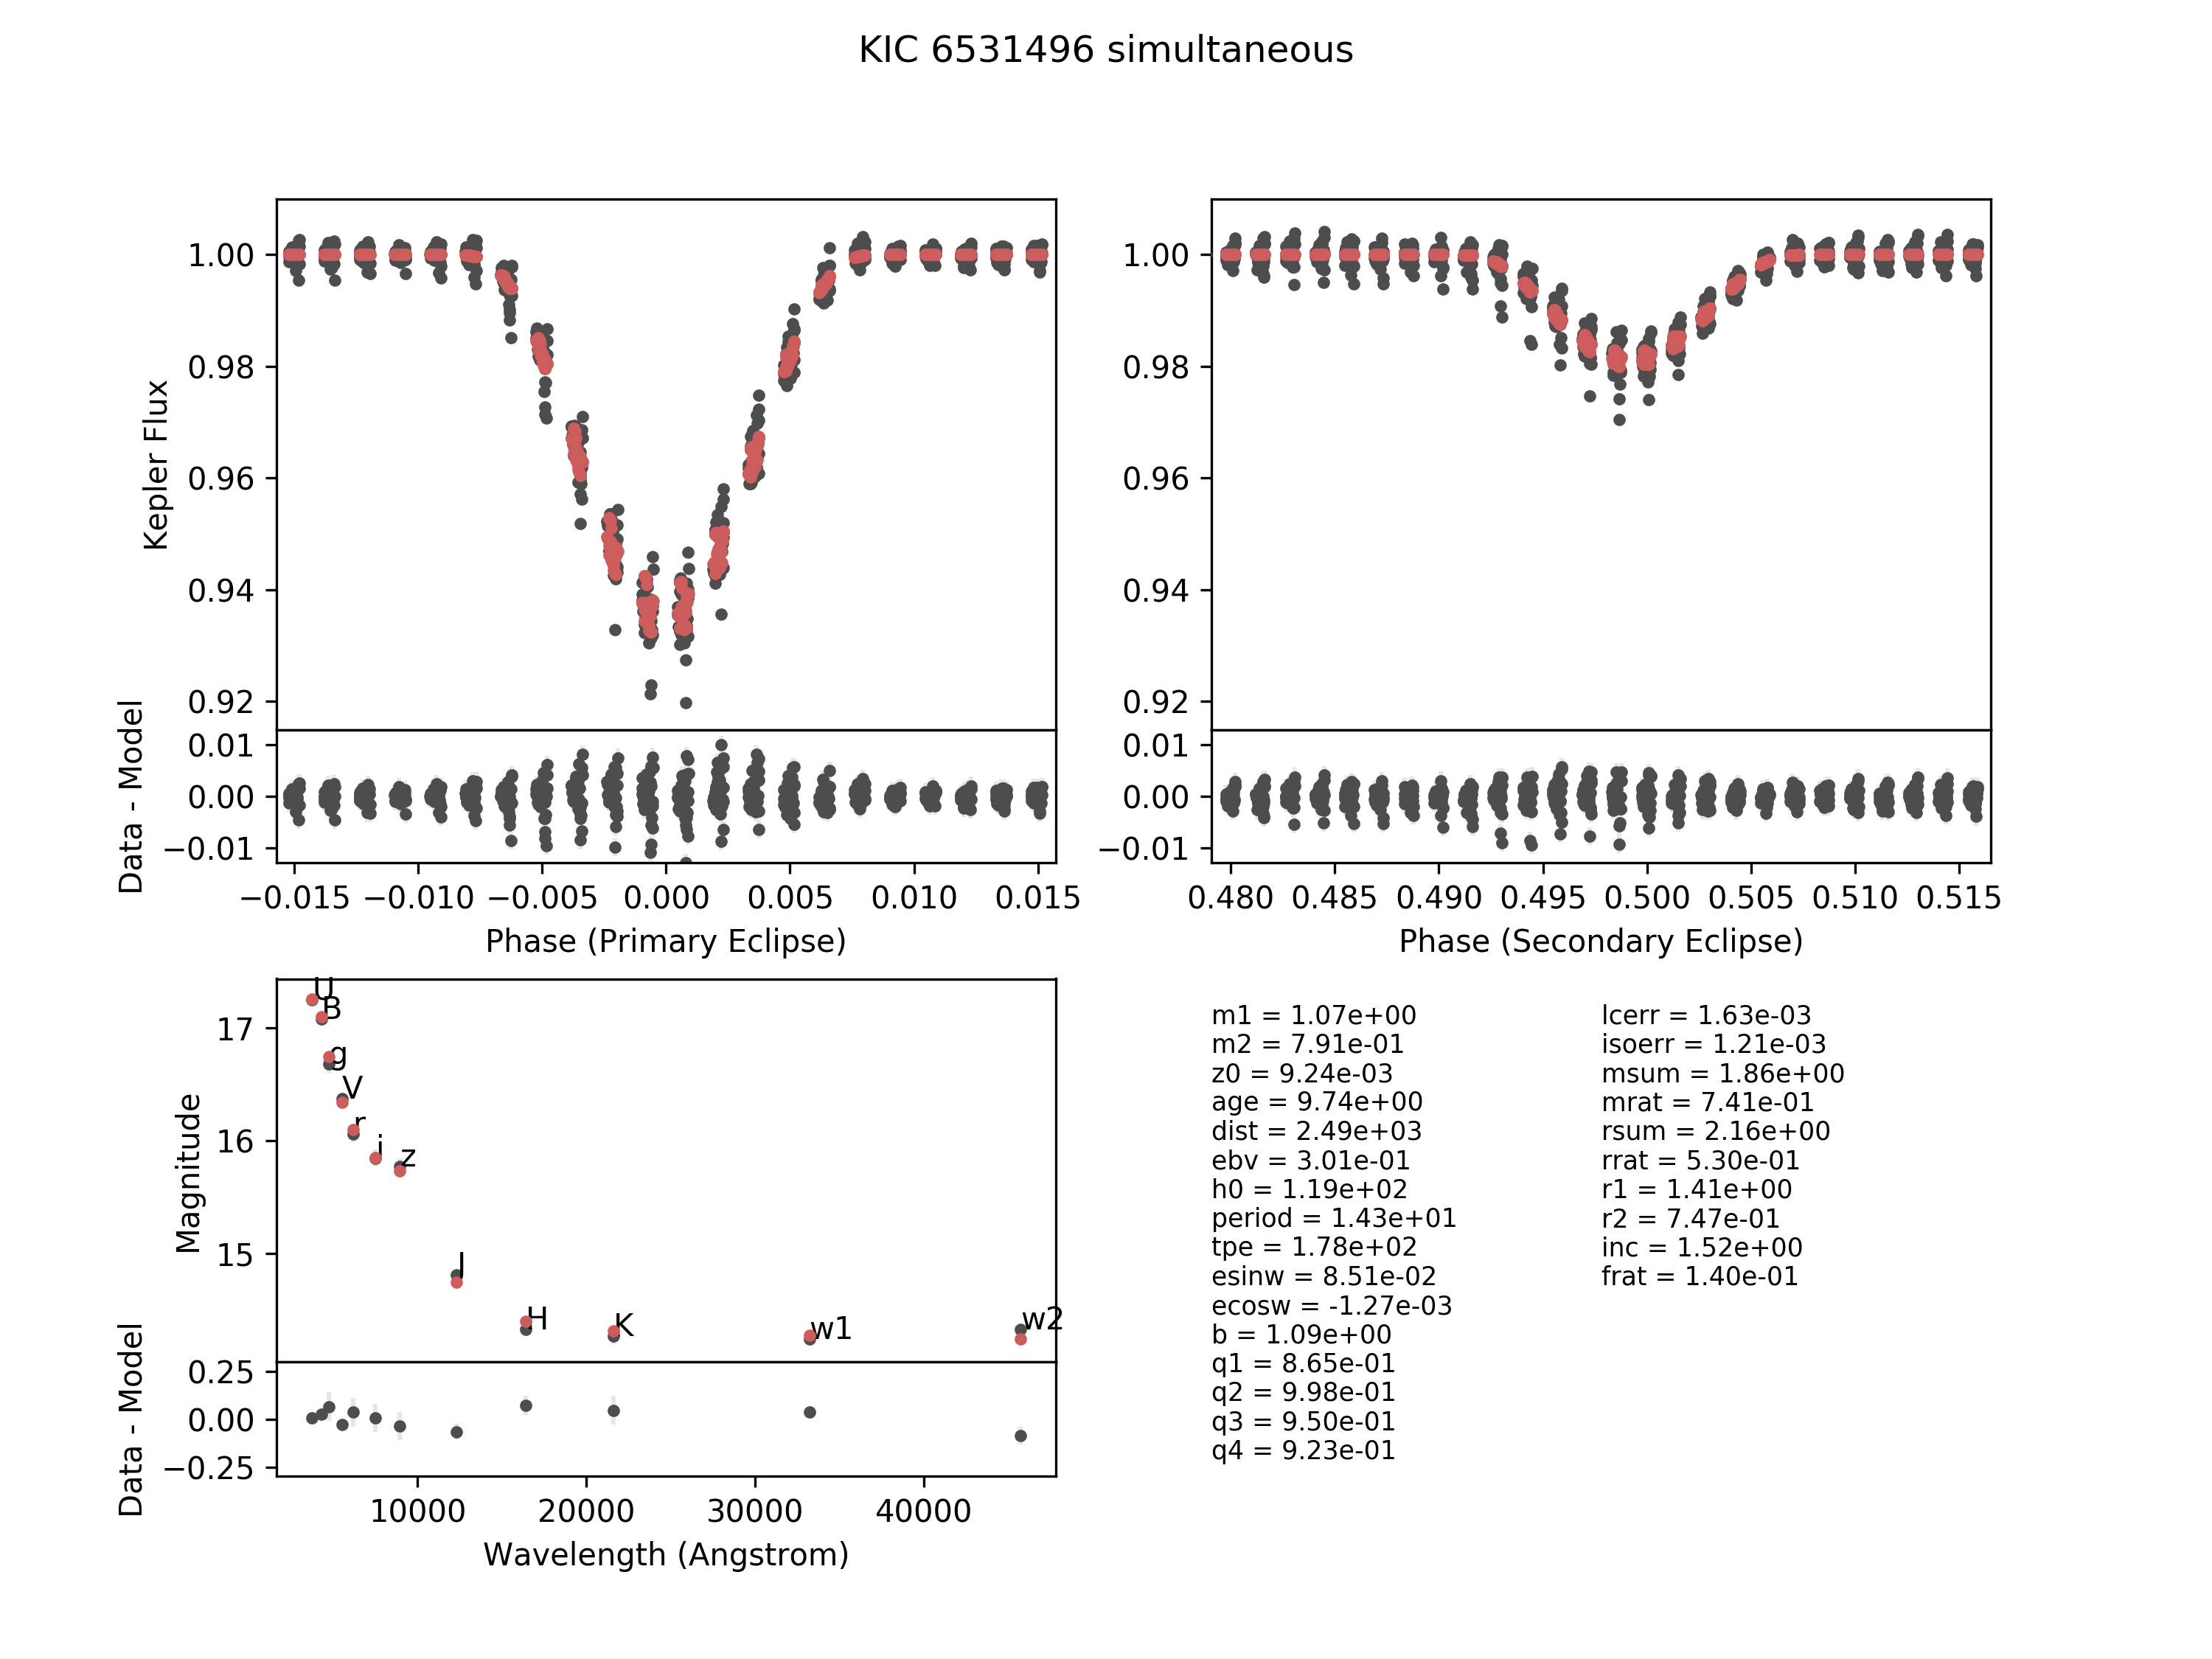 KIC 6531496 simultaneous
Kepler Flux
1.00
0.98
0.96
0.94
0.92
1.00
0.98
0.96
0.94
0.92
Data - Model
0.01
0.00
−0.01
0.01
0.00
−0.01
−0.015 −0.010 −0.005 0.000 0.005 0.010 0.015
Phase (Primary Eclipse)
0.480 0.485 0.490 0.495 0.500 0.505 0.510 0.515
Phase (Secondary Eclipse)
Magnitude
17
16
15
U
B
g
V
r
i
z
J
H
K
w1
w2
Data - Model
0.25
0.00
−0.25
10000 20000 30000 40000
Wavelength (Angstrom)
m1 = 1.07e+00
m2 = 7.91e-01
z0 = 9.24e-03
age = 9.74e+00
dist = 2.49e+03
ebv = 3.01e-01
h0 = 1.19e+02
period = 1.43e+01
tpe = 1.78e+02
esinw = 8.51e-02
ecosw = -1.27e-03
b = 1.09e+00
q1 = 8.65e-01
q2 = 9.98e-01
q3 = 9.50e-01
q4 = 9.23e-01
lcerr = 1.63e-03
isoerr = 1.21e-03
msum = 1.86e+00
mrat = 7.41e-01
rsum = 2.16e+00
rrat = 5.30e-01
r1 = 1.41e+00
r2 = 7.47e-01
inc = 1.52e+00
frat = 1.40e-01